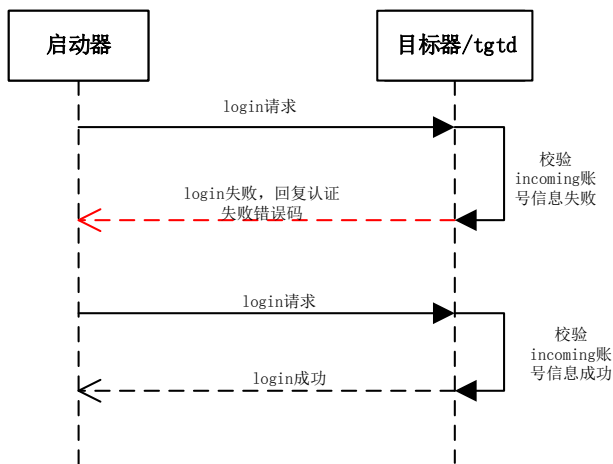 启动器
目标器/tgtd
login请求
校验
incoming账
号信息失败
login失败，回复认证
失败错误码
login请求
校验
incoming账
号信息成功
login成功